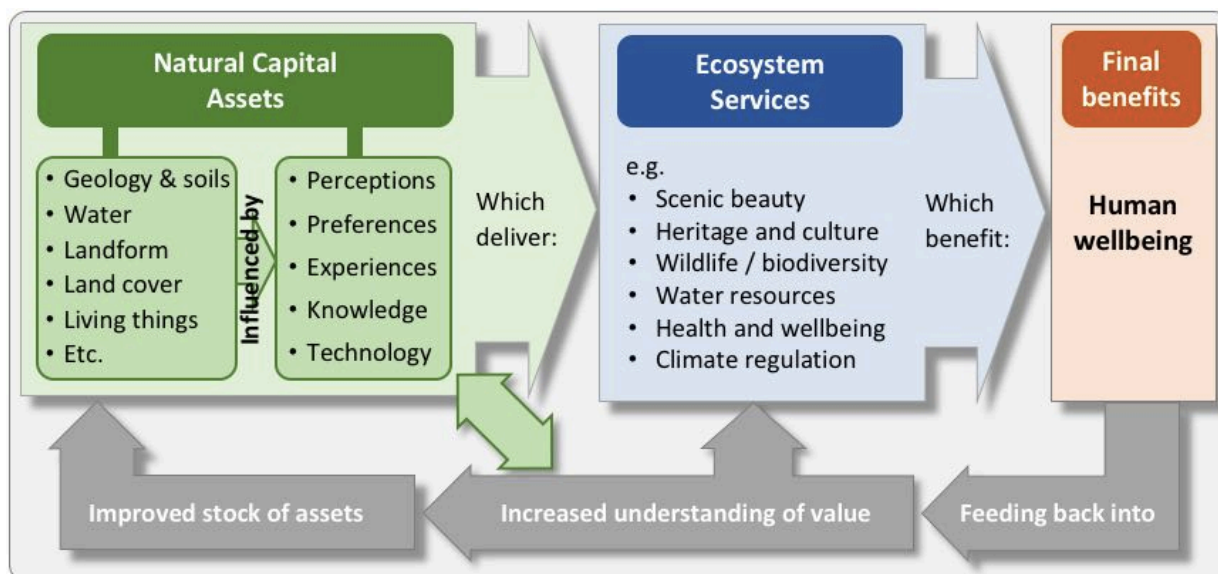 Natural Capital
Assets
• Geology & soils
• Water
• Landform
• Land cover
• Living things
• Etc.
Influenced by
• Perceptions
• Preferences
• Experiences
• Knowledge
• Technology
Which
deliver:
Ecosystem
Services
e.g.
• Scenic beauty
• Heritage and culture
• Wildlife / biodiversity
• Water resources
• Health and wellbeing
• Climate regulation
Which
benefit:
Final
benefits
Human
wellbeing
Improved stock of assets
Increased understanding of value
Feeding back into